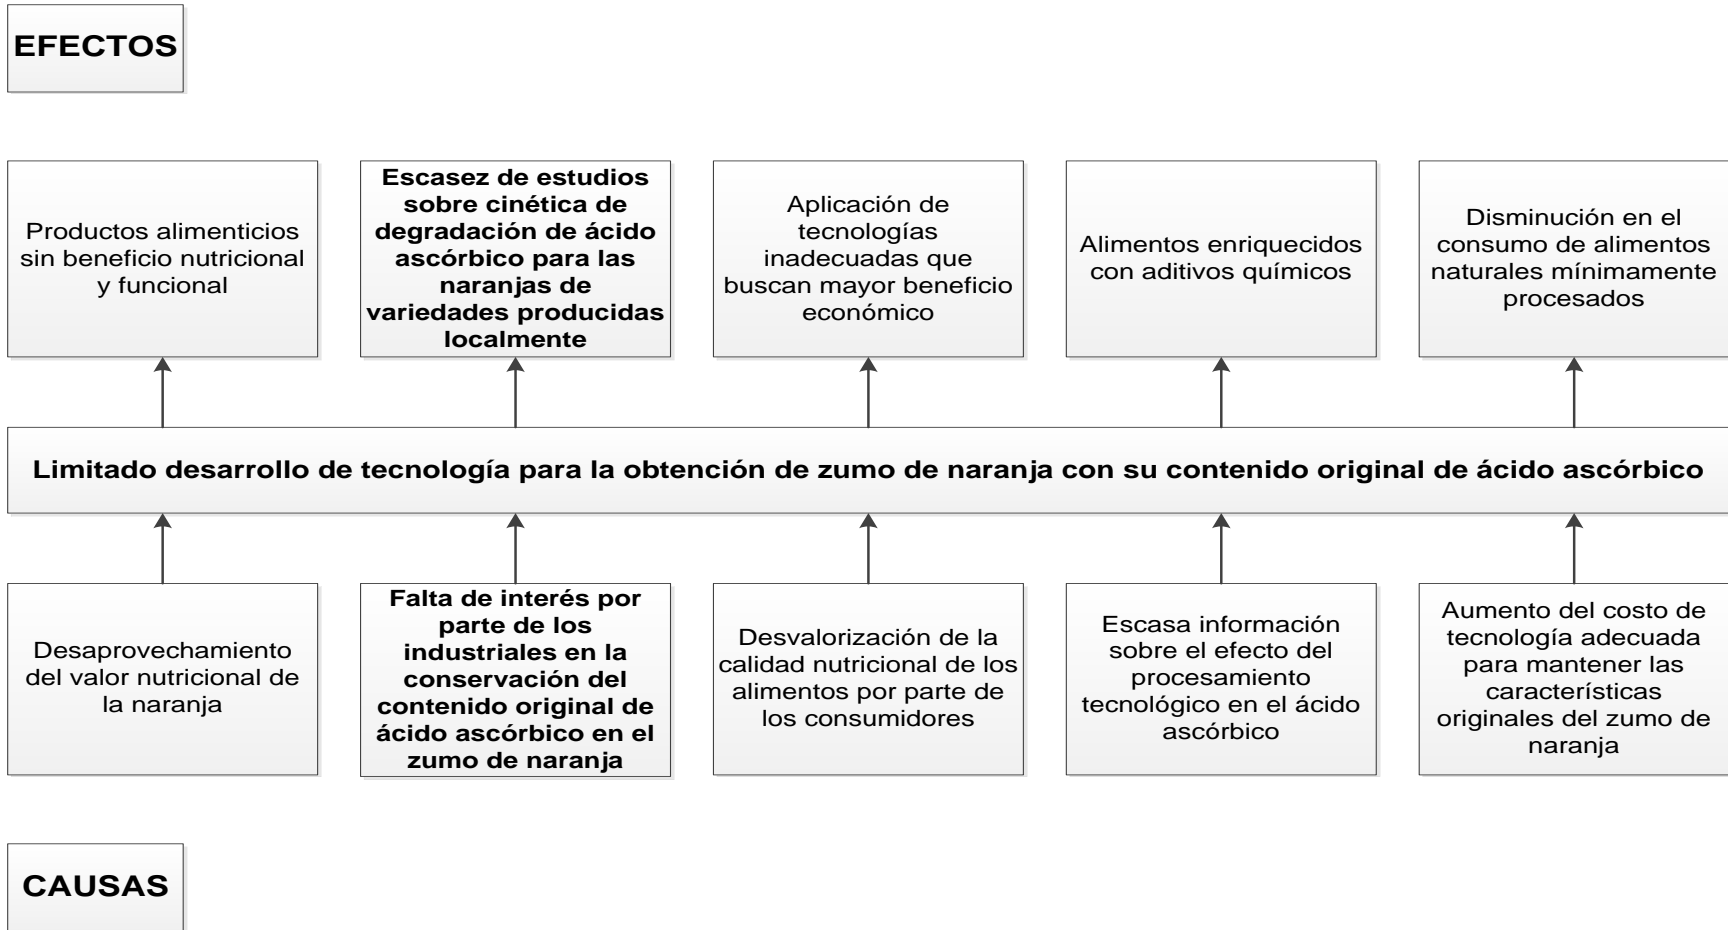 EFECTOS
Productos alimenticios
sin beneficio nutricional
y funcional
Escasez de estudios
sobre cinética de
degradación de ácido
ascórbico para las
naranjas de
variedades producidas
localmente
Aplicación de
tecnologías
inadecuadas que
buscan mayor beneficio
económico
Alimentos enriquecidos
con aditivos químicos
Disminución en el
consumo de alimentos
naturales mínimamente
procesados
Limitado desarrollo de tecnología para la obtención de zumo de naranja con su contenido original de ácido ascórbico
Desaprovechamiento
del valor nutricional de
la naranja
Falta de interés por
parte de los
industriales en la
conservación del
contenido original de
ácido ascórbico en el
zumo de naranja
Desvalorización de la
calidad nutricional de los
alimentos por parte de
los consumidores
Escasa información
sobre el efecto del
procesamiento
tecnológico en el ácido
ascórbico
Aumento del costo de
tecnología adecuada
para mantener las
características
originales del zumo de
naranja
CAUSAS